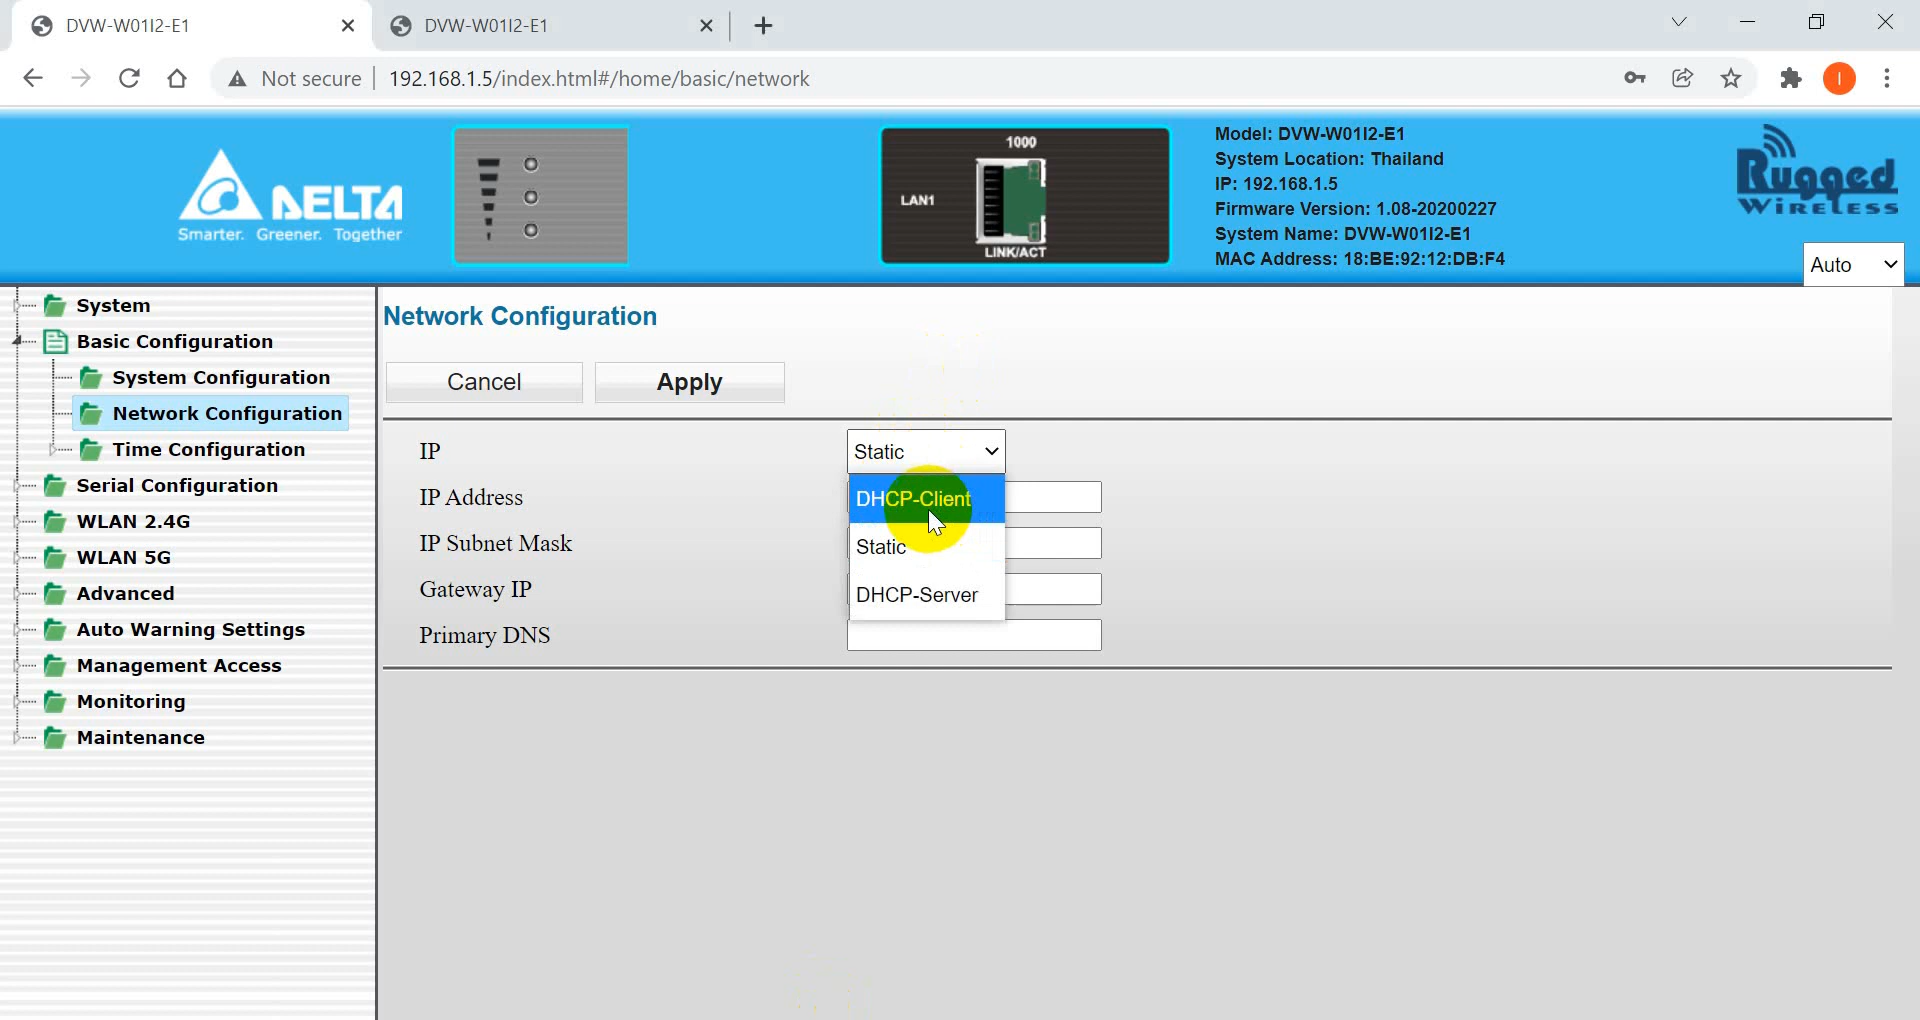 DVW-W01I2-E1
DVW-W01I2-E1
Not secure
192.168.1.5/index.html#/home/basic/network
I
DELTA
Smarter. Greener. Together
1000
LAN1
LINK/ACT
Model: DVW-W01I2-E1
System Location: Thailand
IP: 192.168.1.5
Firmware Version: 1.08-20200227
System Name: DVW-W01I2-E1
MAC Address: 18:BE:92:12:DB:F4
Rugged
WIRELESS
Auto
System
Basic Configuration
System Configuration
Network Configuration
Time Configuration
Serial Configuration
WLAN 2.4G
WLAN 5G
Advanced
Auto Warning Settings
Management Access
Monitoring
Maintenance
Network Configuration
Cancel
Apply
IP
Static
IP Address
DHCP-Client
IP Subnet Mask
Static
Gateway IP
DHCP-Server
Primary DNS